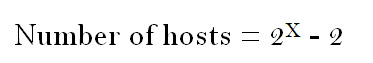 Number of hosts = 2ˣ - 2